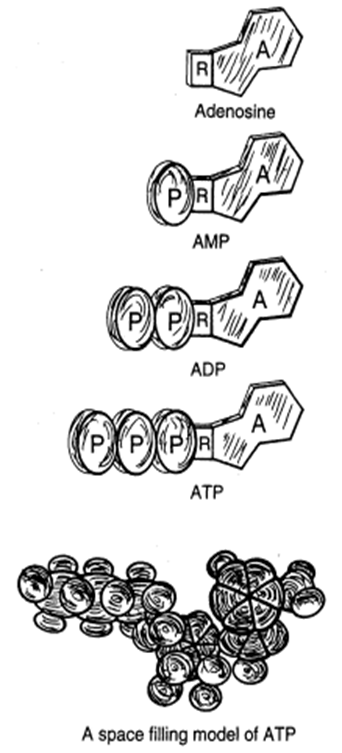 R A
Adenosine
P R A
AMP
P P R A
ADP
P P P R A
ATP
A space filling model of ATP